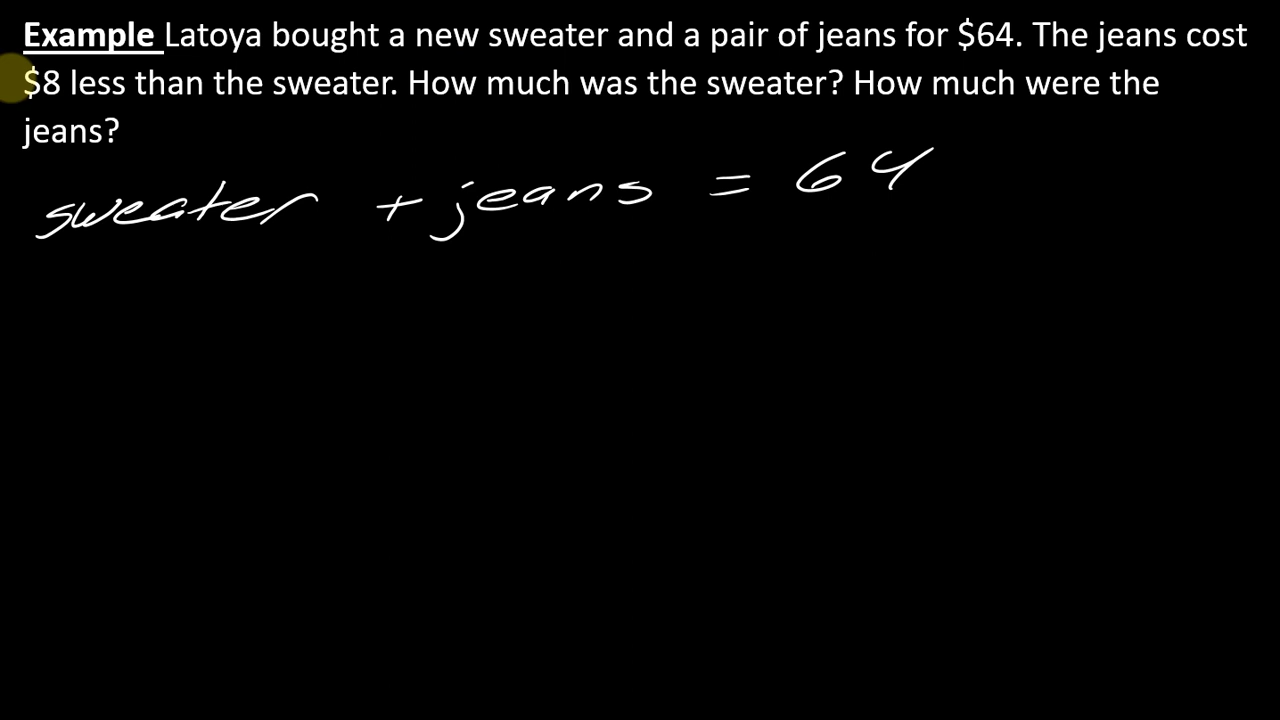 Example Latoya bought a new sweater and a pair of jeans for $64. The jeans cost
$8 less than the sweater. How much was the sweater? How much were the
jeans?
sweater + jeans = 64